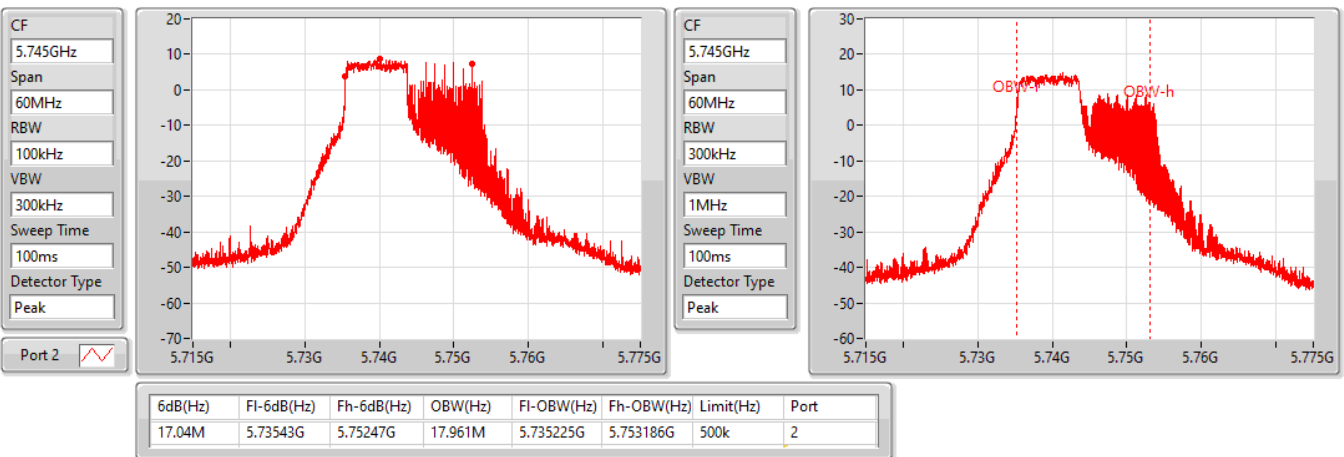 CF
5.745GHz
Span
60MHz
RBW
100kHz
VBW
300kHz
Sweep Time
100ms
Detector Type
Peak
Port 2
20
10
0
-10
-20
-30
-40
-50
-60
-70
5.715G 5.73G 5.74G 5.75G 5.76G 5.775G
CF
5.745GHz
Span
60MHz
RBW
300kHz
VBW
1MHz
Sweep Time
100ms
Detector Type
Peak
30
20
10
0
-10
-20
-30
-40
-50
-60
OBW-l OBW-h
5.715G 5.73G 5.74G 5.75G 5.76G 5.775G
6dB(Hz) Fl-6dB(Hz) Fh-6dB(Hz) OBW(Hz) Fl-OBW(Hz) Fh-OBW(Hz) Limit(Hz) Port
17.04M 5.73543G 5.75247G 17.961M 5.735225G 5.753186G 500k 2